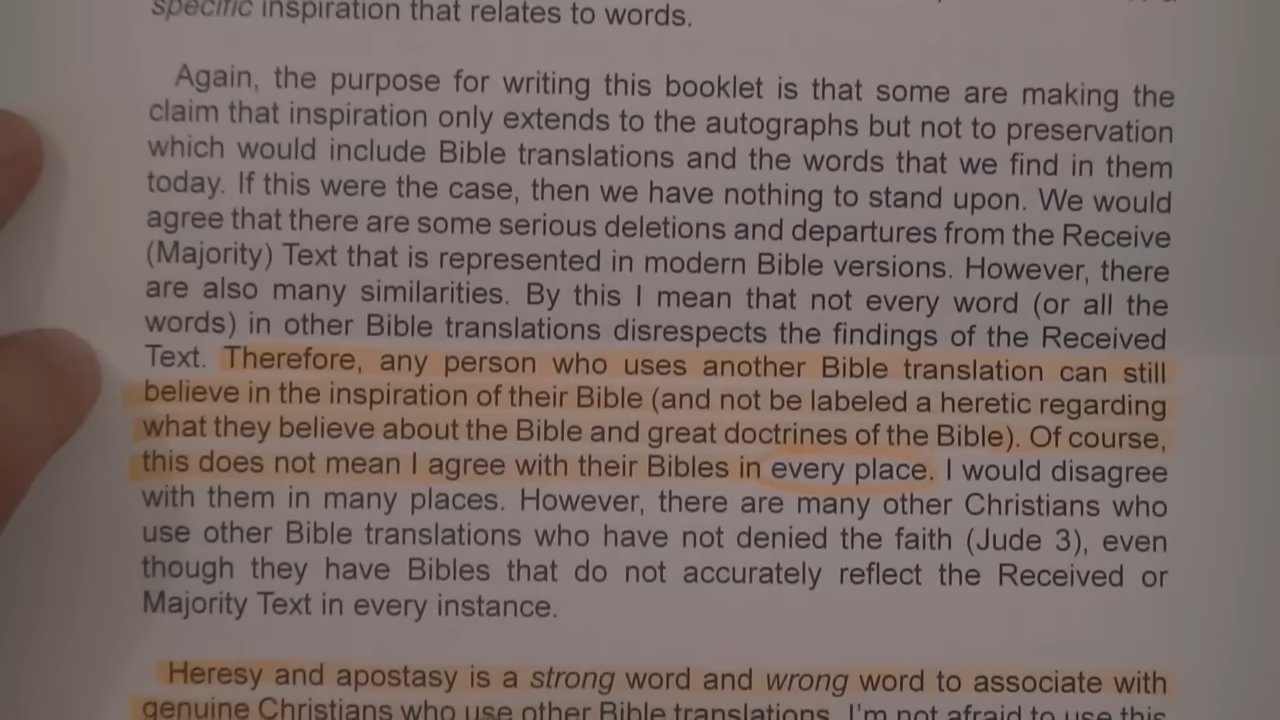 specific inspiration that relates to words.
Again, the purpose for writing this booklet is that some are making the
claim that inspiration only extends to the autographs but not to preservation
which would include Bible translations and the words that we find in them
today. If this were the case, then we have nothing to stand upon. We would
agree that there are some serious deletions and departures from the Receive
(Majority) Text that is represented in modern Bible versions. However, there
are also many similarities. By this I mean that not every word (or all the
words) in other Bible translations disrespects the findings of the Received
Text. Therefore, any person who uses another Bible translation can still
believe in the inspiration of their Bible (and not be labeled a heretic regarding
what they believe about the Bible and great doctrines of the Bible). Of course,
this does not mean I agree with their Bibles in every place. I would disagree
with them in many places. However, there are many other Christians who
use other Bible translations who have not denied the faith (Jude 3), even
though they have Bibles that do not accurately reflect the Received or
Majority Text in every instance.
Heresy and apostasy is a strong word and wrong word to associate with
genuine Christians who use other Bible translations. I'm not afraid to use this